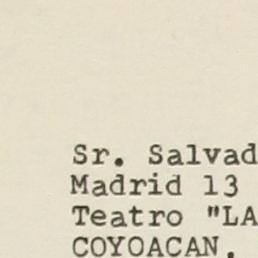 Sr. Salvad
Madrid 13
Teatro "LA
COYOACAN.